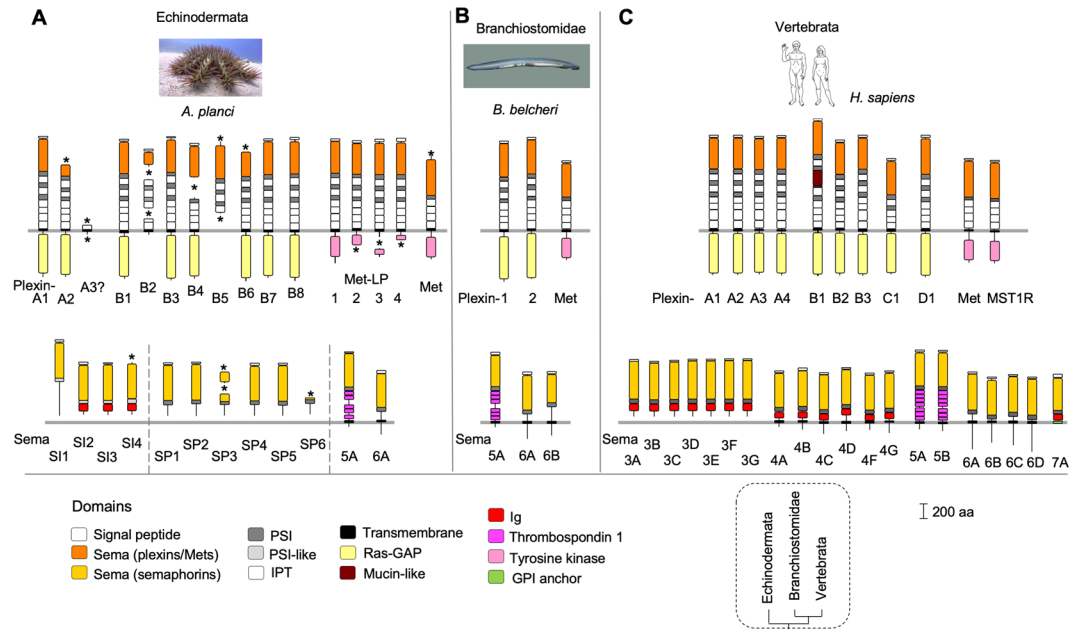 A
Echinodermata
A. planci
B
Branchiostomidae
B. belcheri
C
Vertebrata
H. sapiens
* * * * * * * * * * * * * *
Plexin- A1 A2 A3? B1 B2 B3 B4 B5 B6 B7 B8
Met-LP
1 2 3 4 Met
Plexin-1 2 Met
Plexin- A1 A2 A3 A4 B1 B2 B3 C1 D1 Met MST1R
* * * *
Sema SI1 SI2 SI3 SI4 SP1 SP2 SP3 SP4 SP5 SP6 5A 6A
Sema 5A 6A 6B
Sema 3A 3B 3C 3D 3E 3F 3G 4A 4B 4C 4D 4F 4G 5A 5B 6A 6B 6C 6D 7A
Domains
Signal peptide
Sema (plexins/Mets)
Sema (semaphorins)
PSI
PSI-like
IPT
Transmembrane
Ras-GAP
Mucin-like
Ig
Thrombospondin 1
Tyrosine kinase
GPI anchor
Echinodermata
Branchiostomidae
Vertebrata
200 aa